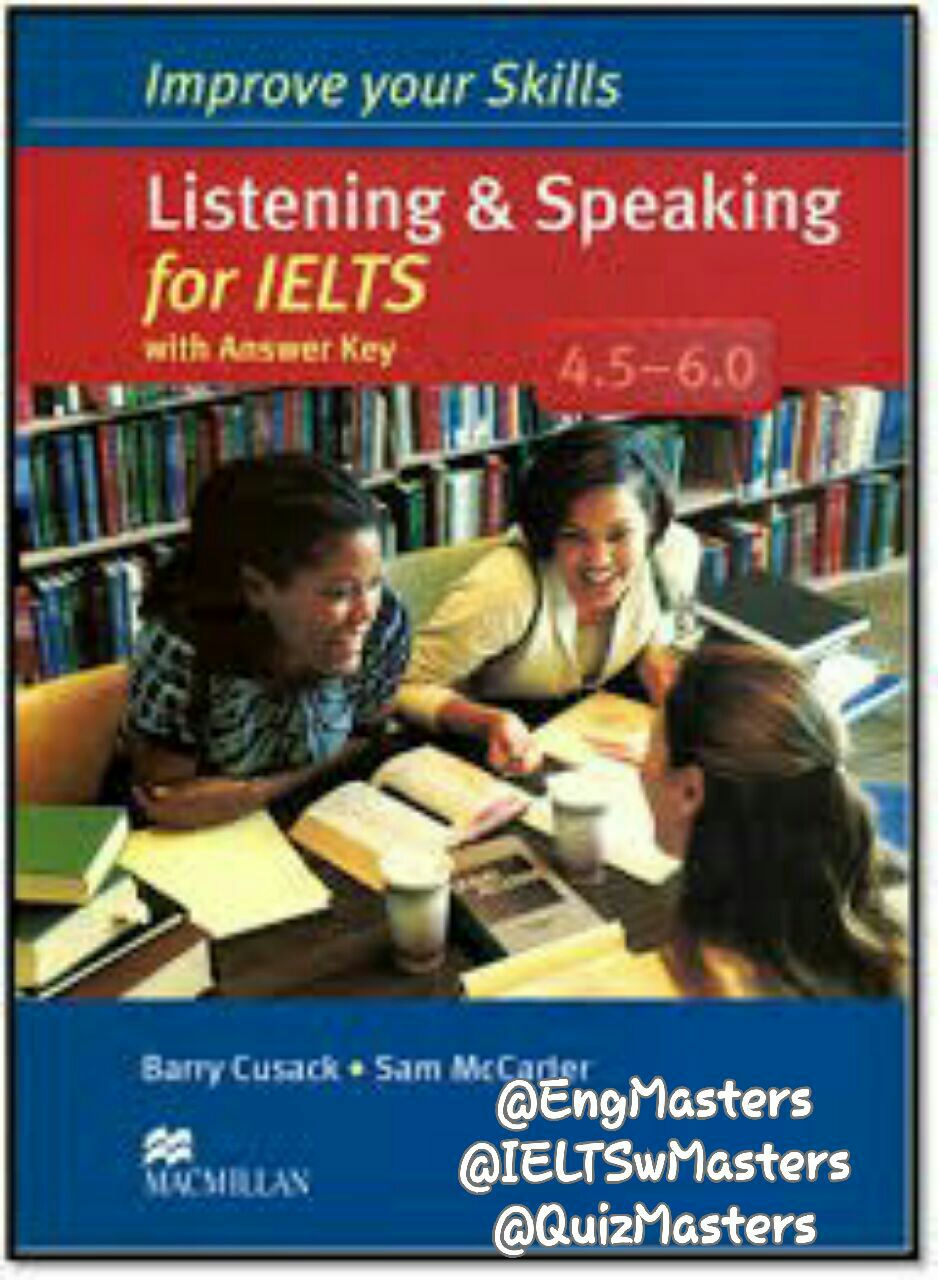 Improve your Skills
Listening & Speaking
for IELTS
with Answer Key
4.5–6.0
Barry Cusack • Sam McCarter
MACMILLAN
@EngMasters
@IELTSwMasters
@QuizMasters